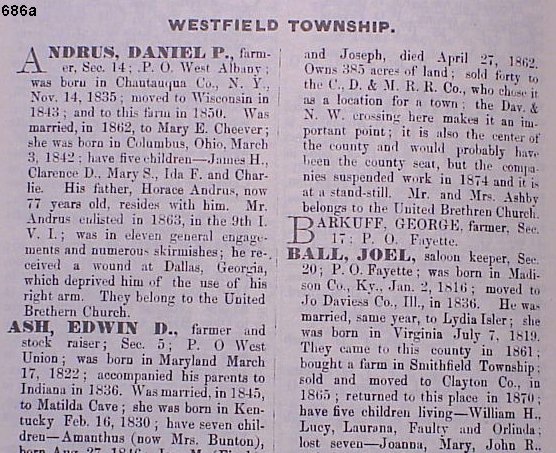 686a
WESTFIELD TOWNSHIP.
ANDRUS, DANIEL P., farm-
er, Sec. 14; P. O. West Albany;
was born in Chautauqua Co., N. Y.,
Nov. 14, 1835; moved to Wisconsin in
1843; and to this farm in 1850. Was
married, in 1862, to Mary E. Cheever;
she was born in Columbus, Ohio, March
3, 1842; have five children—James H.,
Clarence D., Mary S., Ida F. and Char-
lie. His father, Horace Andrus, now
77 years old, resides with him. Mr.
Andrus enlisted in 1863, in the 9th I.
V. I.; was in eleven general engage-
ments and numerous skirmishes; he re-
ceived a wound at Dallas, Georgia,
which deprived him of the use of his
right arm. They belong to the United
Brethern Church.
ASH, EDWIN D., farmer and
stock raiser; Sec. 5; P. O West
Union; was born in Maryland March
17, 1822; accompanied his parents to
Indiana in 1836. Was married, in 1845,
to Matilda Cave; she was born in Ken-
tucky Feb. 16, 1830; have seven chil-
dren—Amanthus (now Mrs. Bunton),
born Aug. 27, 1846
and Joseph, died April 27, 1862.
Owns 385 acres of land; sold forty to
the C., D. & M. R. R. Co., who chose it
as a location for a town; the Dav. &
N. W. crossing here makes it an im-
portant point; it is also the center of
the county and would probably have
been the county seat, but the compa-
nies suspended work in 1874 and it is
at a stand-still. Mr. and Mrs. Ashby
belongs to the United Brethren Church.
BARKUFF, GEORGE, farmer, Sec.
17; P. O. Fayette.
BALL, JOEL, saloon keeper, Sec.
20; P. O. Fayette; was born in Madi-
son Co., Ky., Jan. 2, 1816; moved to
Jo Daviess Co., Ill., in 1836. He was
married, same year, to Lydia Isler; she
was born in Virginia July 7, 1819.
They came to this county in 1861;
bought a farm in Smithfield Township;
sold and moved to Clayton Co., in
1865; returned to this place in 1870;
have five children living—William H.,
Lucy, Laurana, Faulty and Orlinda;
lost seven—Joanna, Mary, John R.,